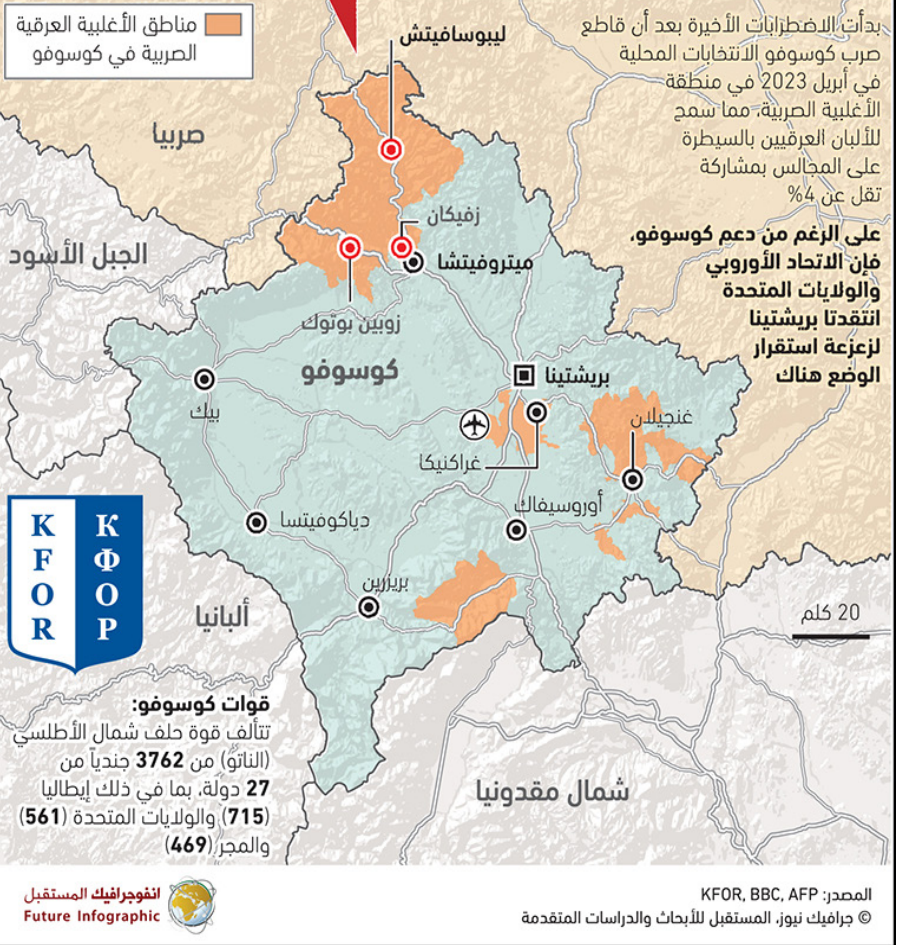 مناطق الأغلبية العرقية
الصربية في كوسوفو
بدأت الاضطرابات الأخيرة بعد أن قاطع
صرب كوسوفو الانتخابات المحلية
في أبريل 2023 في منطقة
الأغلبية الصربية، مما سمح
للألبان العرقيين بالسيطرة
على المجالس بمشاركة
تقل عن 4%
على الرغم من دعم كوسوفو،
فإن الاتحاد الأوروبي
والولايات المتحدة
انتقدتا بريشتينا
لزعزعة استقرار
الوضع هناك
ليبوسافيتش
صربيا
زفيكان
ميتروفيتشا
الجبل الأسود
زوبين بوتوك
كوسوفو
بريشتينا
بيك
غنجيلان
غراكنيكا
أوروسيفاك
دياكوفيتسا
بريزرين
ألبانيا
20 كلم
شمال مقدونيا
K К
F Ф
O О
R Р
قوات كوسوفو:
تتألف قوة حلف شمال الأطلسي
(الناتو) من 3762 جندياً من
27 دولة، بما في ذلك إيطاليا
(715) والولايات المتحدة (561)
والمجر (469)
المصدر: KFOR, BBC, AFP
© جرافيك نيوز، المستقبل للأبحاث والدراسات المتقدمة
انفوجرافيك المستقبل
Future Infographic